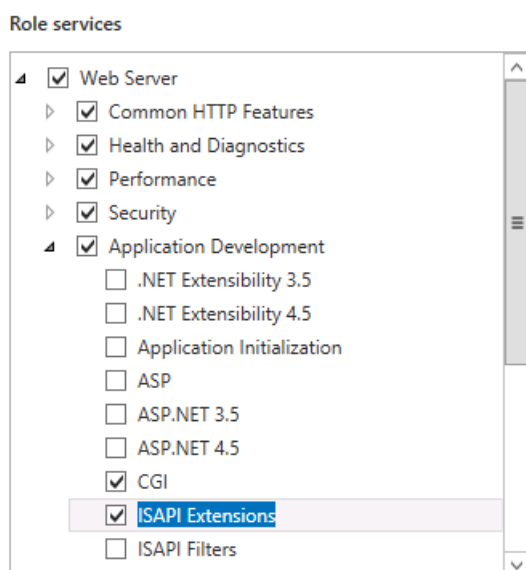 Role services
Web Server
Common HTTP Features
Health and Diagnostics
Performance
Security
Application Development
.NET Extensibility 3.5
.NET Extensibility 4.5
Application Initialization
ASP
ASP.NET 3.5
ASP.NET 4.5
CGI
ISAPI Extensions
ISAPI Filters